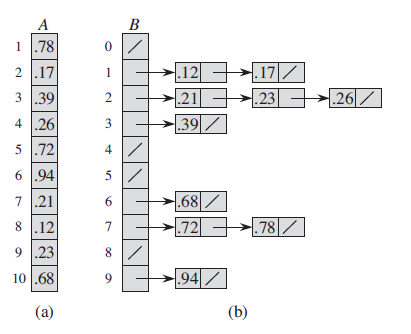 A B
1 .78 0
2 .17 1 .12 .17
3 .39 2 .21 .23 .26
4 .26 3 .39
5 .72 4
6 .94 5
7 .21 6 .68
8 .12 7 .72 .78
9 .23 8
10 .68 9 .94
(a) (b)